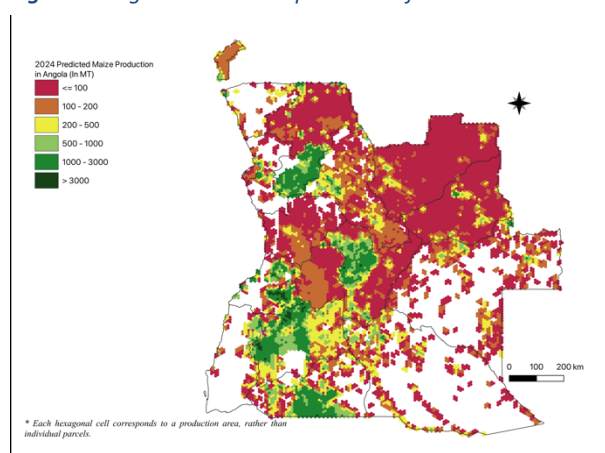 2024 Predicted Maize Production
in Angola (In MT)
<= 100
100 - 200
200 - 500
500 - 1000
1000 - 3000
> 3000
0 100 200 km
* Each hexagonal cell corresponds to a production area, rather than
individual parcels.